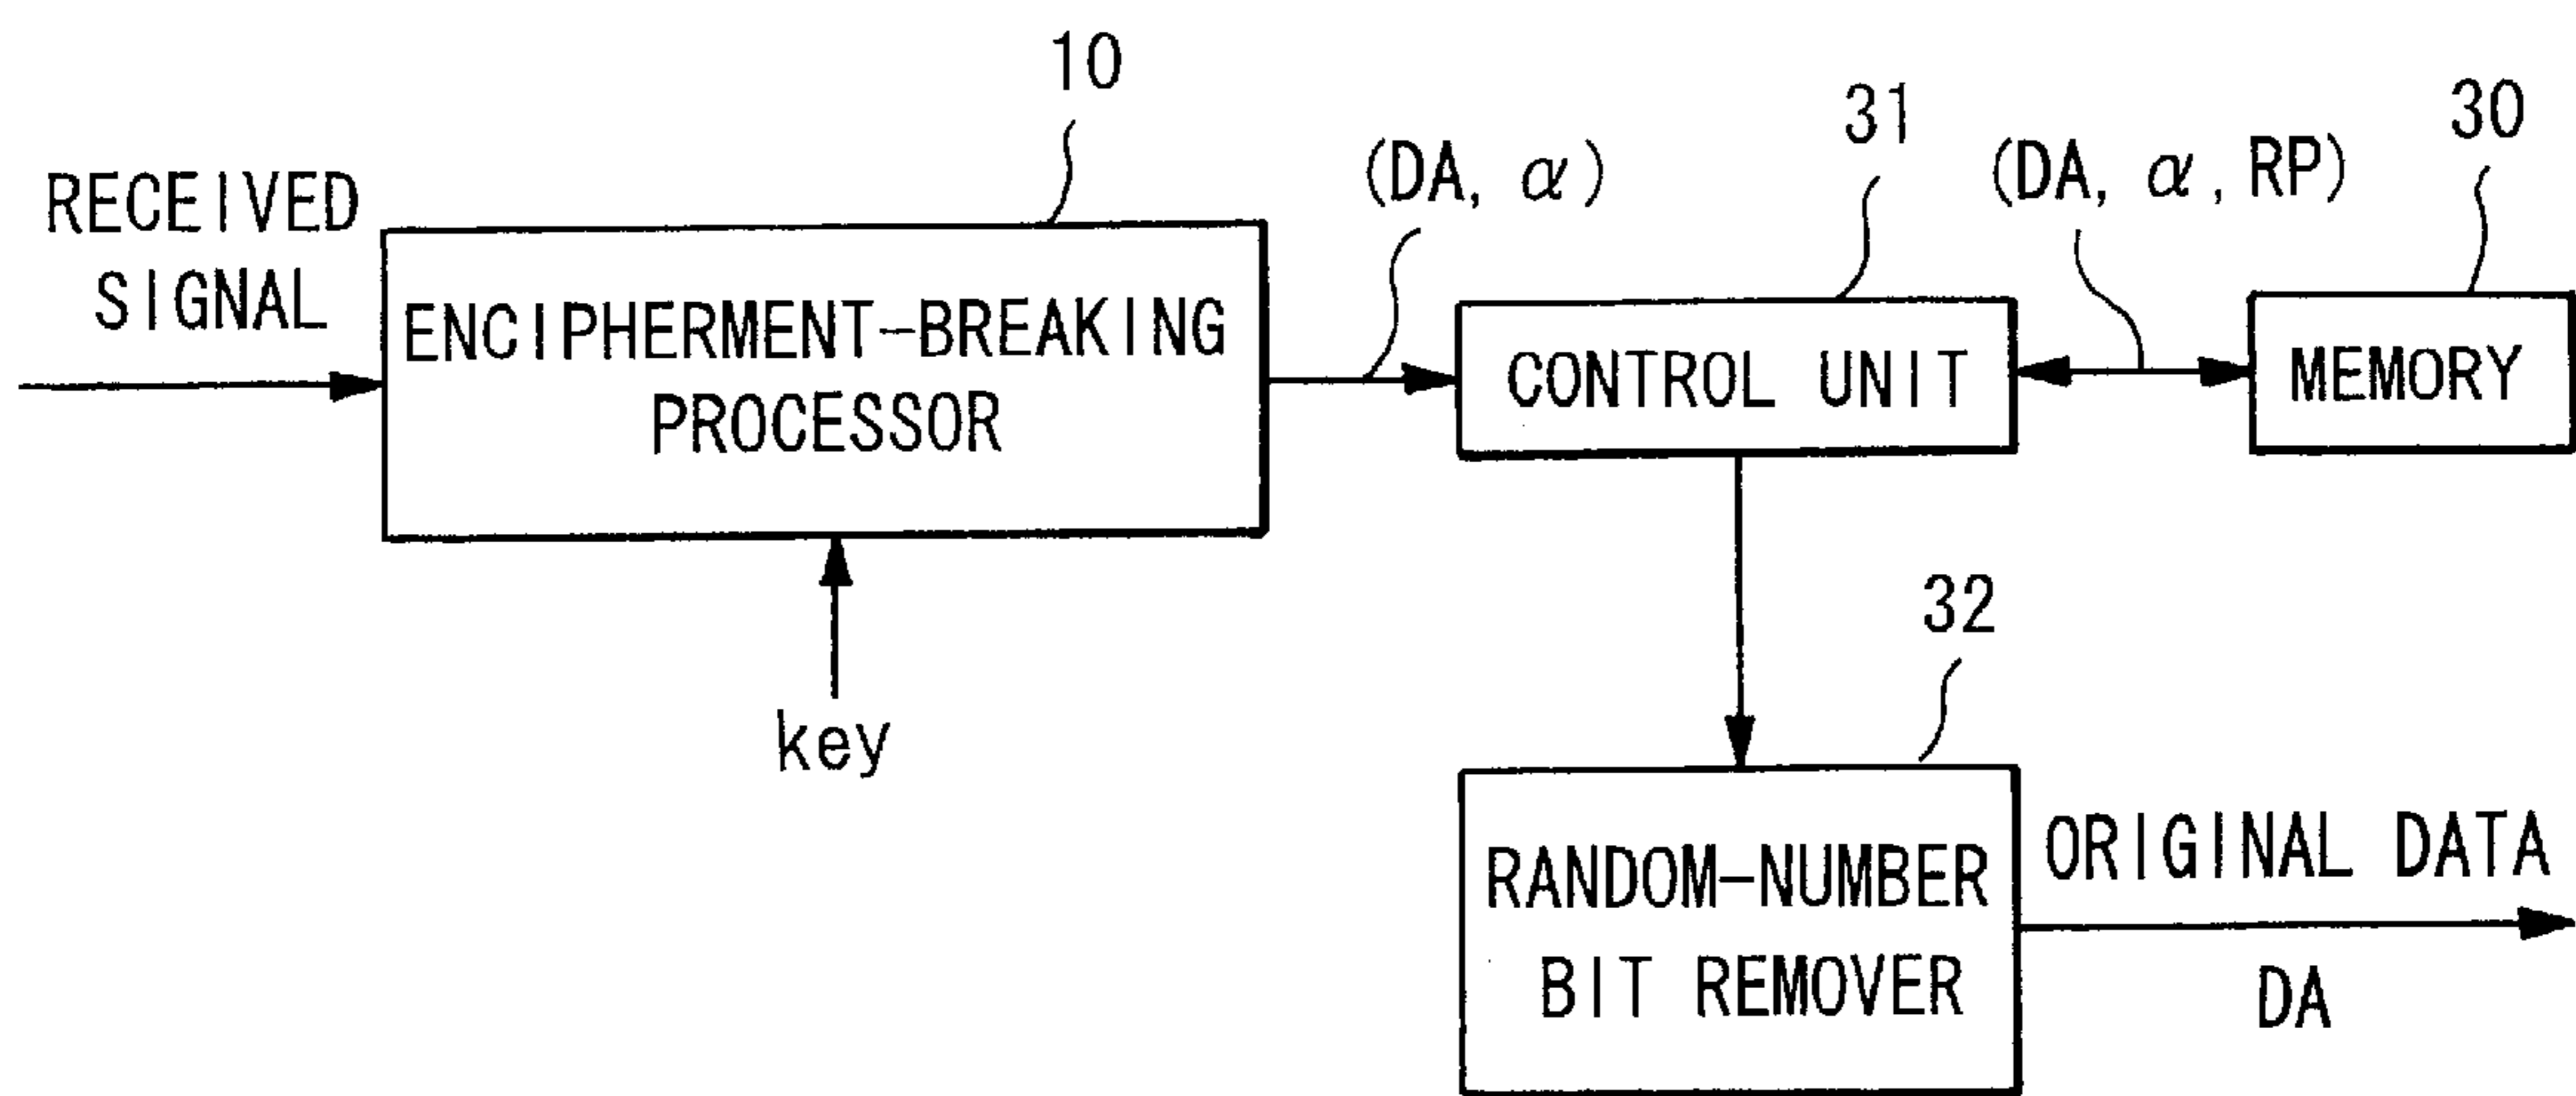 10
RECEIVED
SIGNAL
ENCIPHERMENT-BREAKING
PROCESSOR
key
(DA, α)
31
CONTROL UNIT
(DA, α, RP)
30
MEMORY
32
RANDOM-NUMBER
BIT REMOVER
ORIGINAL DATA
DA